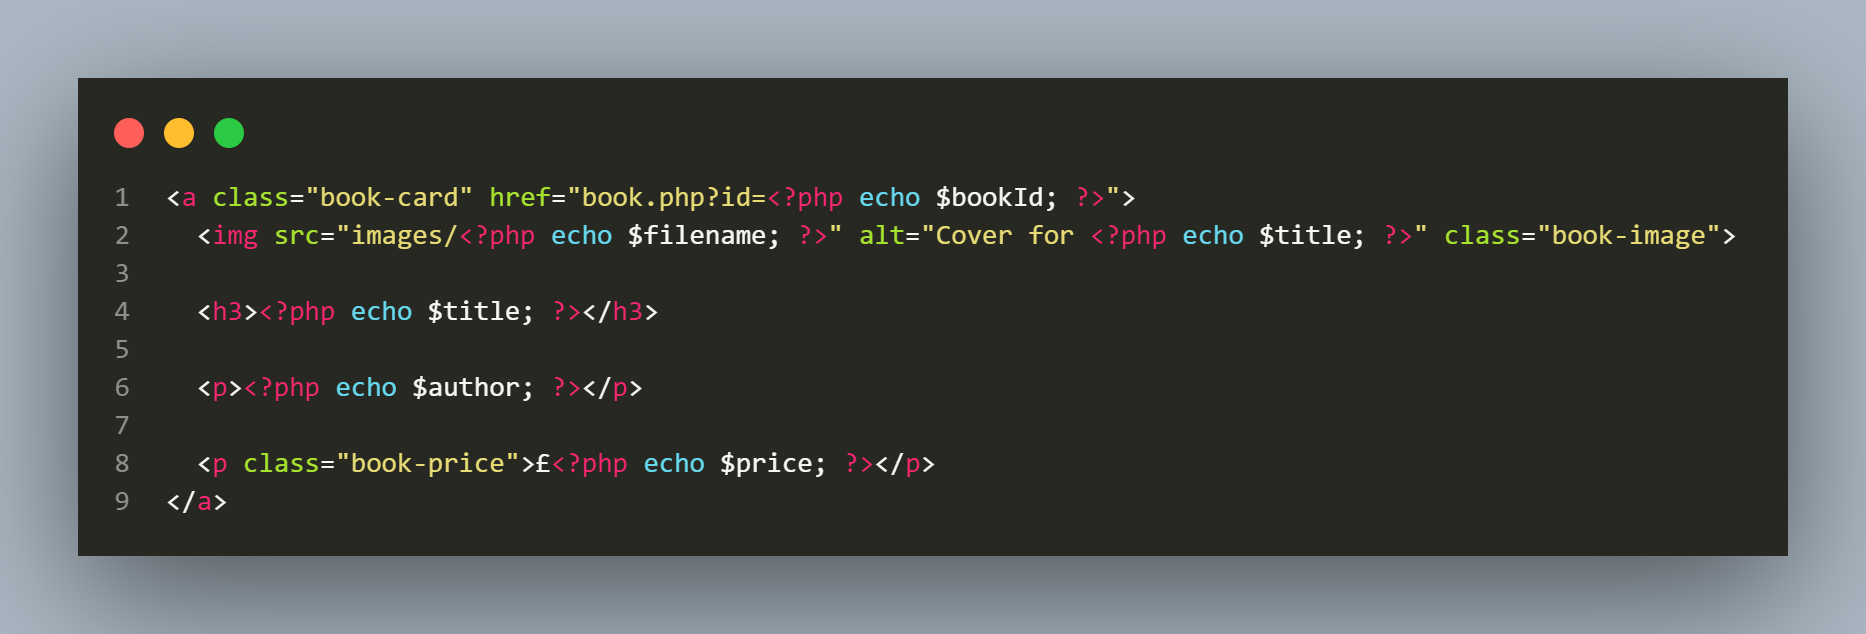 1 <a class="book-card" href="book.php?id=<?php echo $bookId; ?>">
2   <img src="images/<?php echo $filename; ?>" alt="Cover for <?php echo $title; ?>" class="book-image">
3
4   <h3><?php echo $title; ?></h3>
5
6   <p><?php echo $author; ?></p>
7
8   <p class="book-price">£<?php echo $price; ?></p>
9 </a>